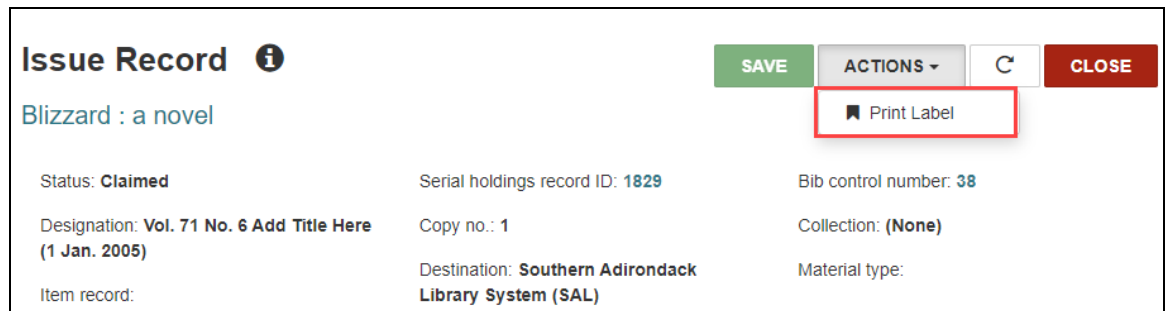 Issue Record
SAVE
ACTIONS
CLOSE
Print Label
Blizzard : a novel
Status: Claimed
Serial holdings record ID: 1829
Bib control number: 38
Designation: Vol. 71 No. 6 Add Title Here
(1 Jan. 2005)
Copy no.: 1
Collection: (None)
Destination: Southern Adirondack
Library System (SAL)
Material type:
Item record: